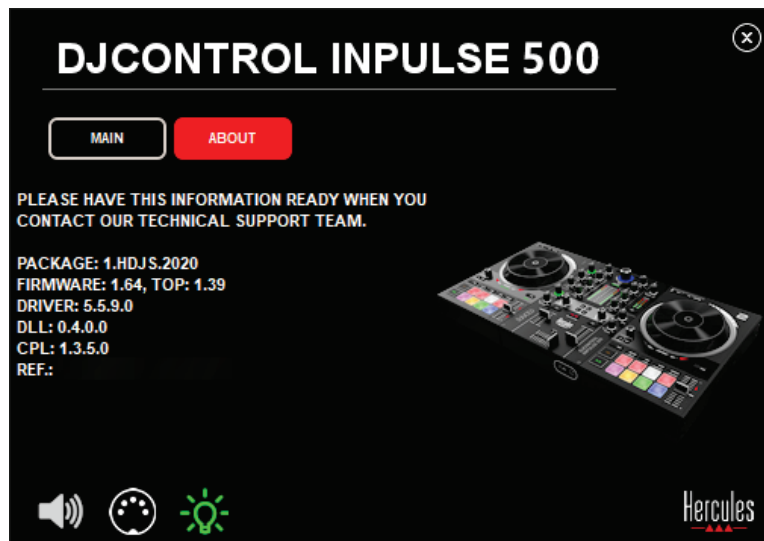 DJCONTROL INPULSE 500
MAIN
ABOUT
PLEASE HAVE THIS INFORMATION READY WHEN YOU
CONTACT OUR TECHNICAL SUPPORT TEAM.
PACKAGE: 1.HDJS.2020
FIRMWARE: 1.64, TOP: 1.39
DRIVER: 5.5.9.0
DLL: 0.4.0.0
CPL: 1.3.5.0
REF.:
Hercules